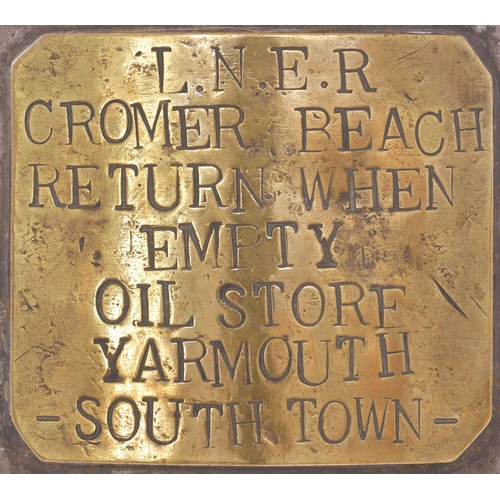 L.N.E.R
CROMER BEACH
RETURN WHEN
EMPTY
OIL STORE
YARMOUTH
- SOUTH TOWN -